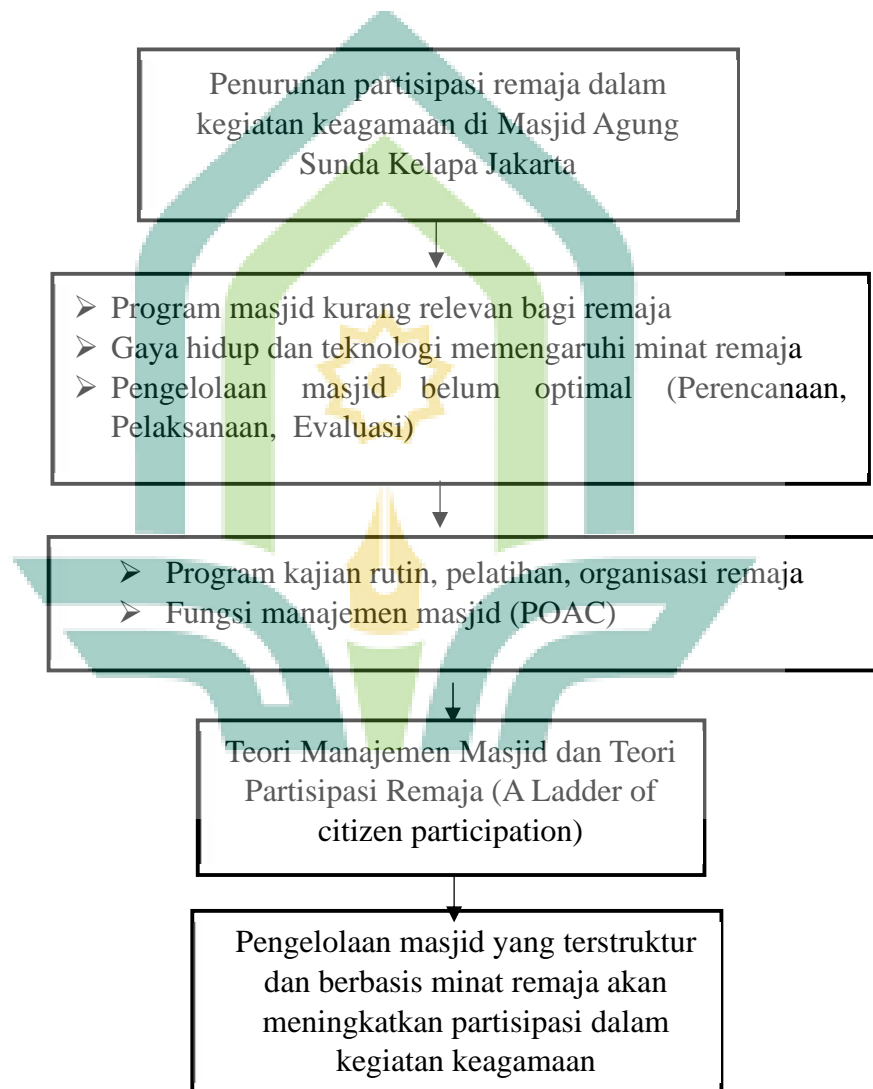 Penurunan partisipasi remaja dalam
kegiatan keagamaan di Masjid Agung
Sunda Kelapa Jakarta
➢ Program masjid kurang relevan bagi remaja
➢ Gaya hidup dan teknologi memengaruhi minat remaja
➢ Pengelolaan masjid belum optimal (Perencanaan,
Pelaksanaan, Evaluasi)
➢ Program kajian rutin, pelatihan, organisasi remaja
➢ Fungsi manajemen masjid (POAC)
Teori Manajemen Masjid dan Teori
Partisipasi Remaja (A Ladder of
citizen participation)
Pengelolaan masjid yang terstruktur
dan berbasis minat remaja akan
meningkatkan partisipasi dalam
kegiatan keagamaan